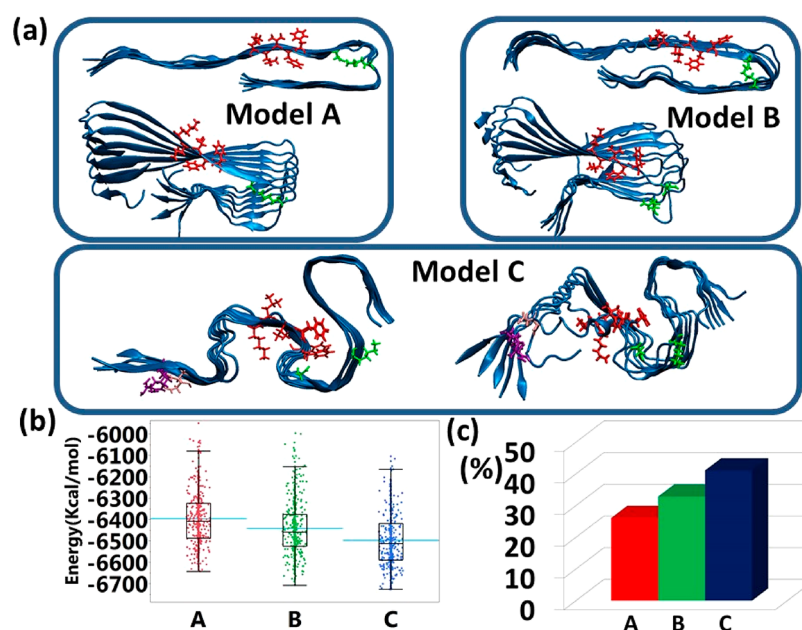 (a)
Model A
Model B
Model C
(b)
Energy(Kcal/mol)
-6000
-6100
-6200
-6300
-6400
-6500
-6600
-6700
A B C
(c)
(%)
50
40
30
20
10
0
A B C